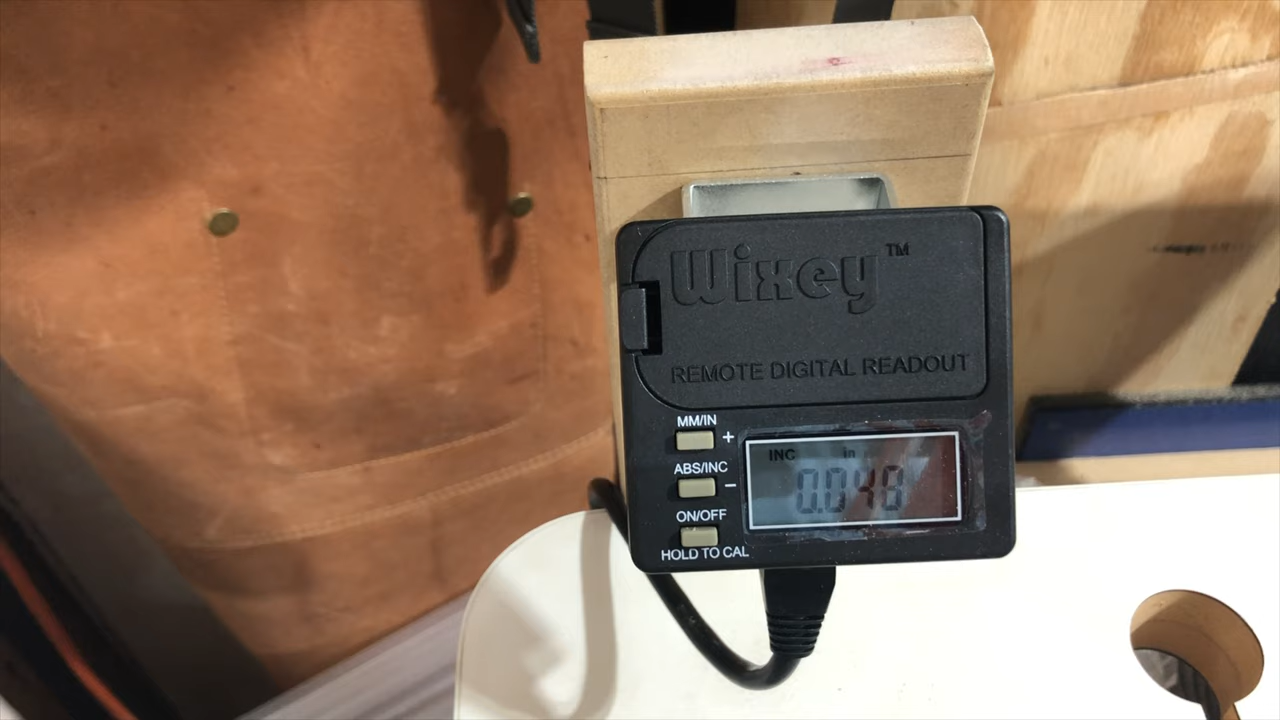 Wixey™
REMOTE DIGITAL READOUT
MM/IN
+
ABS/INC
−
ON/OFF
HOLD TO CAL
INC in
0.048